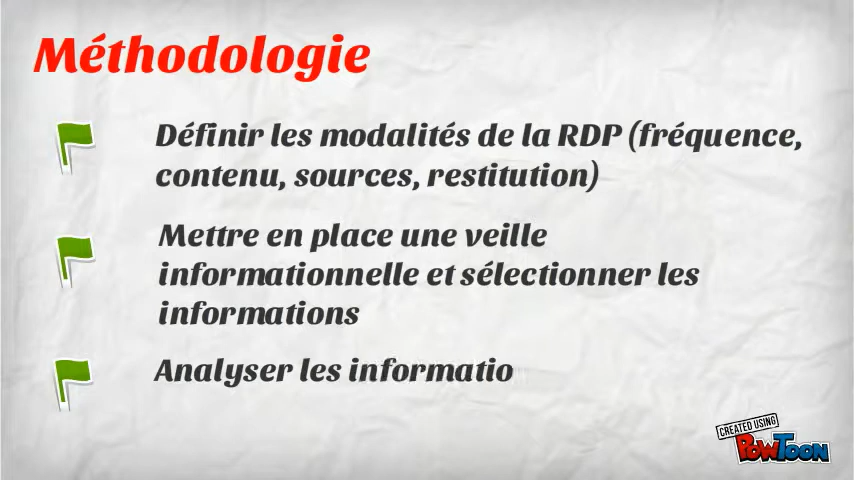 Méthodologie
Définir les modalités de la RDP (fréquence,
contenu, sources, restitution)
Mettre en place une veille
informationnelle et sélectionner les
informations
Analyser les informatio
CREATED USING
POWTOON